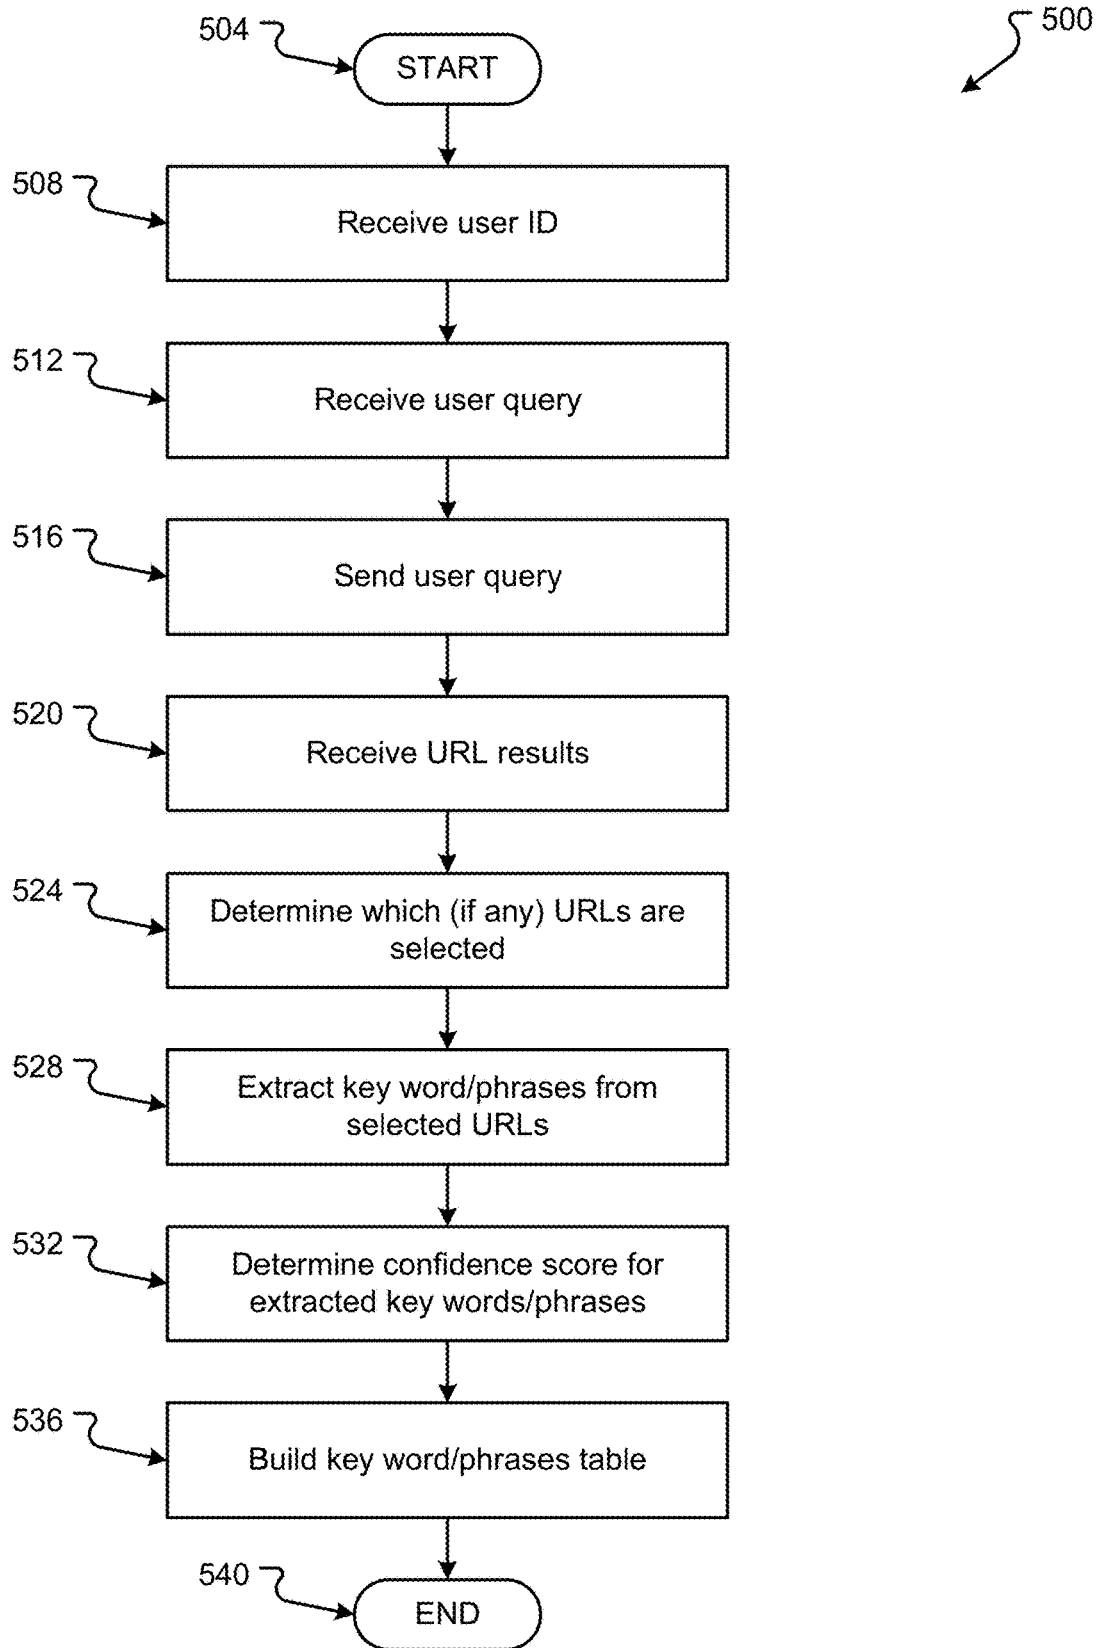 504
START
500
508
Receive user ID
512
Receive user query
516
Send user query
520
Receive URL results
524
Determine which (if any) URLs are
selected
528
Extract key word/phrases from
selected URLs
532
Determine confidence score for
extracted key words/phrases
536
Build key word/phrases table
540
END